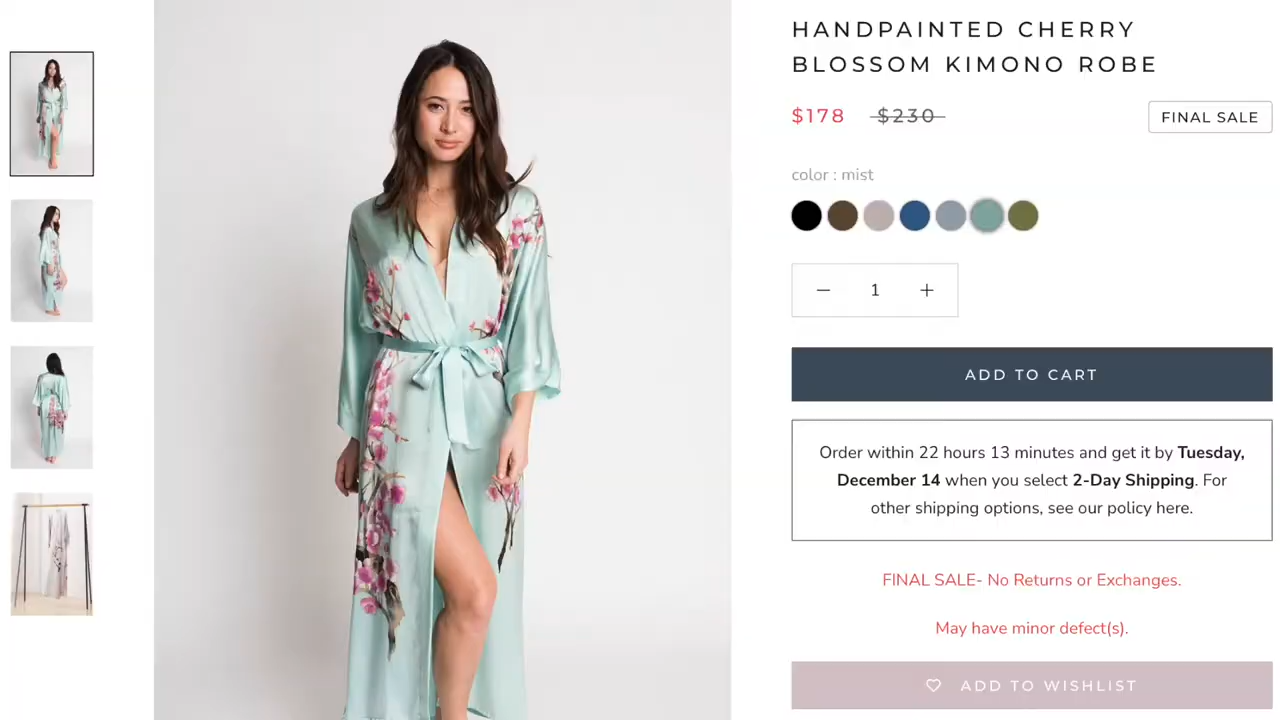 HANDPAINTED CHERRY
BLOSSOM KIMONO ROBE
$178 $230 FINAL SALE
color : mist
1
ADD TO CART
Order within 22 hours 13 minutes and get it by Tuesday,
December 14 when you select 2-Day Shipping. For
other shipping options, see our policy here.
FINAL SALE- No Returns or Exchanges.
May have minor defect(s).
ADD TO WISHLIST